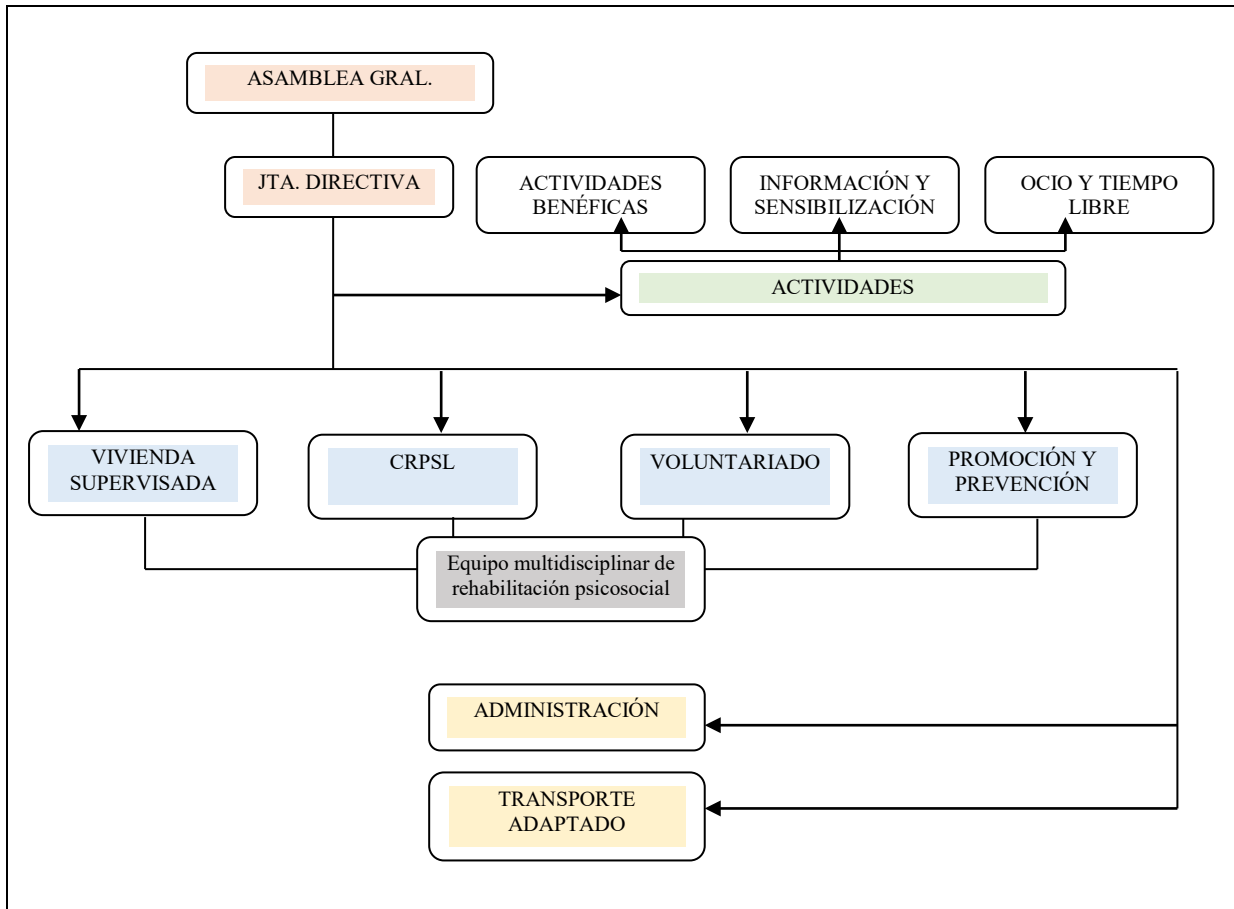 ASAMBLEA GRAL.
JTA. DIRECTIVA
ACTIVIDADES
BENÉFICAS
INFORMACIÓN Y
SENSIBILIZACIÓN
OCIO Y TIEMPO
LIBRE
ACTIVIDADES
VIVIENDA
SUPERVISADA
CRPSL
VOLUNTARIADO
PROMOCIÓN Y
PREVENCIÓN
Equipo multidisciplinar de
rehabilitación psicosocial
ADMINISTRACIÓN
TRANSPORTE
ADAPTADO